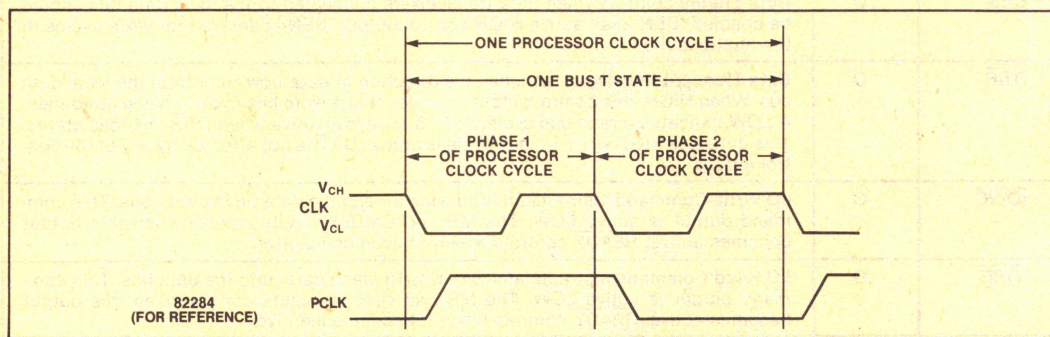 ONE PROCESSOR CLOCK CYCLE
ONE BUS T STATE
PHASE 1
OF PROCESSOR
CLOCK CYCLE
PHASE 2
OF PROCESSOR
CLOCK CYCLE
VCH
CLK
VCL
82284
(FOR REFERENCE)
PCLK